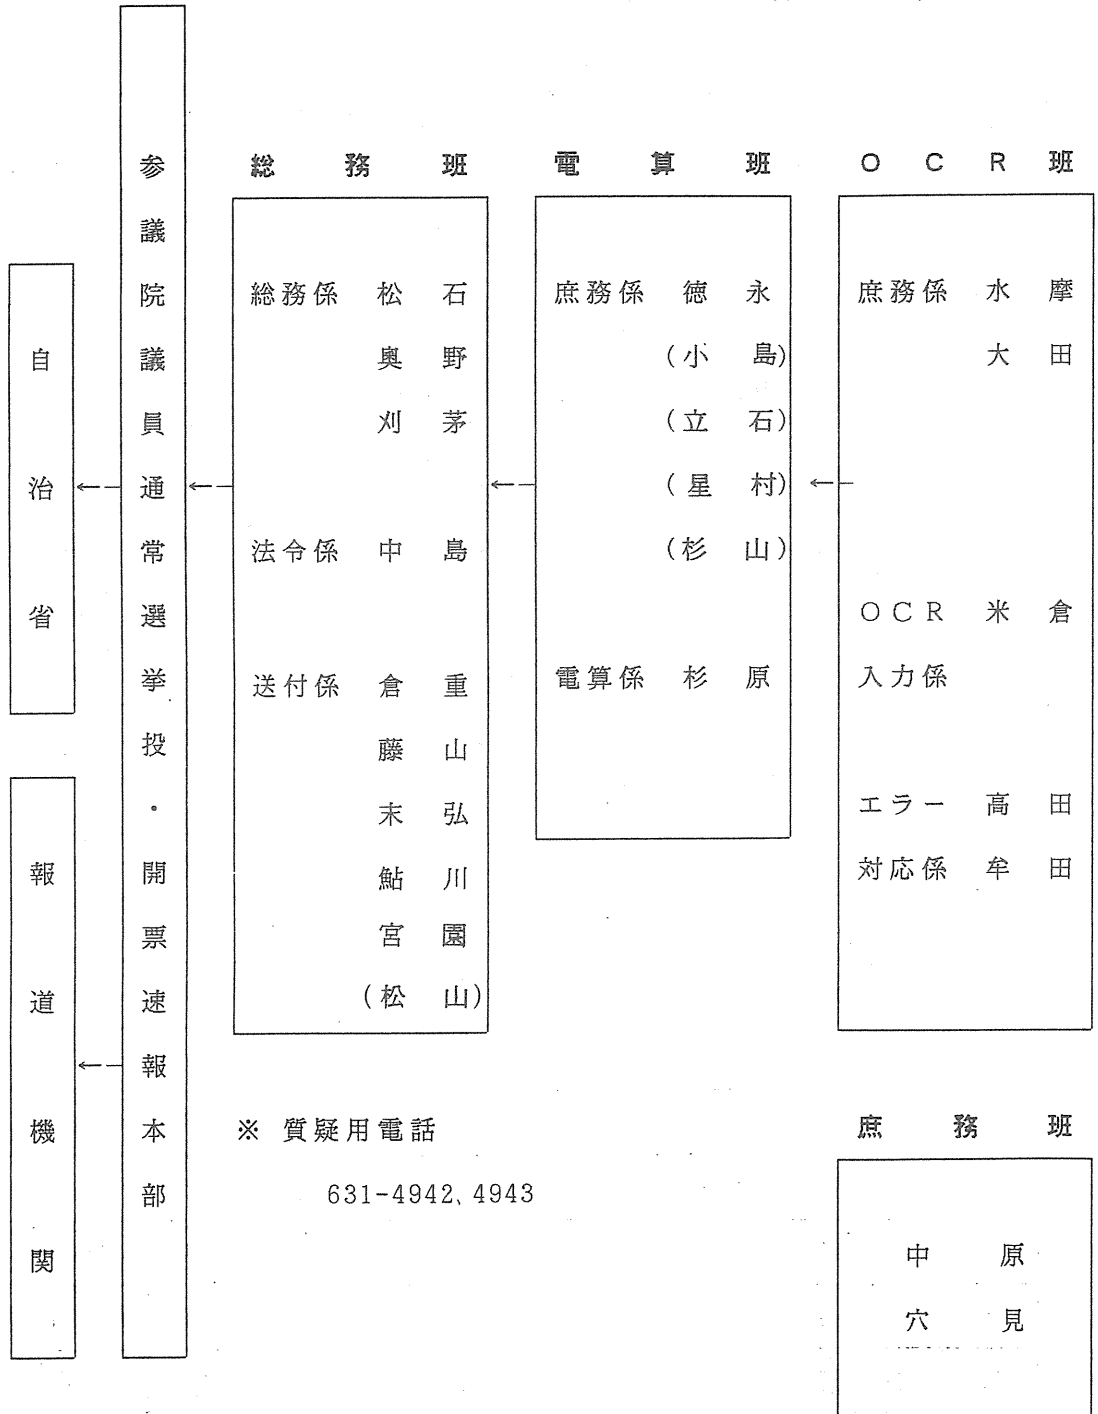 自治省
報道機関
参議院議員通常選挙投・開票速報本部
総務班
総務係 松石
奥野
刈茅
法令係 中島
送付係 倉重
藤山
末弘
鮎川
宮園
(松山)
電算班
庶務係 徳永
(小島)
(立石)
(星村)
(杉山)
電算係 杉原
OCR班
庶務係 水摩
大田
OCR 米倉
入力係
エラー 高田
対応係 牟田
※ 質疑用電話
631-4942、4943
庶務班
中原
穴見